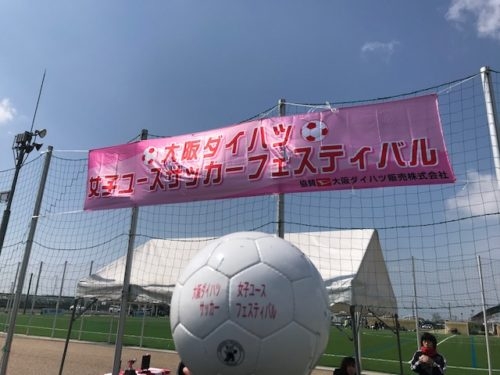 大阪ダイハツ
女子ユースサッカーフェスティバル
協賛 大阪ダイハツ販売株式会社
大阪ダイハツ 女子ユース
サッカー フェスティバル